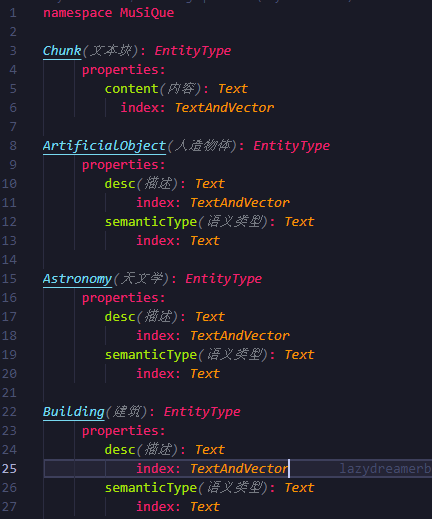 1 namespace MuSiQue
2
3 Chunk(文本块): EntityType
4 properties:
5 content(内容): Text
6 index: TextAndVector
7
8 ArtificialObject(人造物体): EntityType
9 properties:
10 desc(描述): Text
11 index: TextAndVector
12 semanticType(语义类型): Text
13 index: Text
14
15 Astronomy(天文学): EntityType
16 properties:
17 desc(描述): Text
18 index: TextAndVector
19 semanticType(语义类型): Text
20 index: Text
21
22 Building(建筑): EntityType
23 properties:
24 desc(描述): Text
25 index: TextAndVector lazydreamerb
26 semanticType(语义类型): Text
27 index: Text